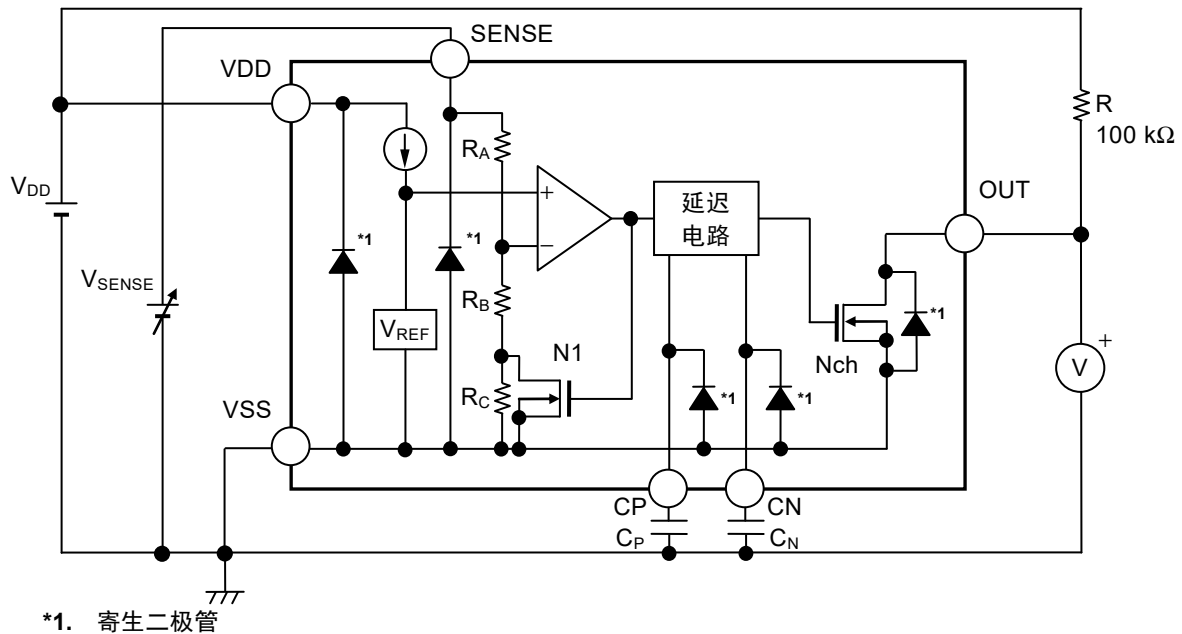 SENSE
VDD
R
100 kΩ
RA
VDD
+
−
延迟
电路
OUT
*1
*1
VSENSE
RB
VREF
*1
N1
Nch
+
V
RC
*1
*1
VSS
CP
CN
CP
CN
*1. 寄生二极管